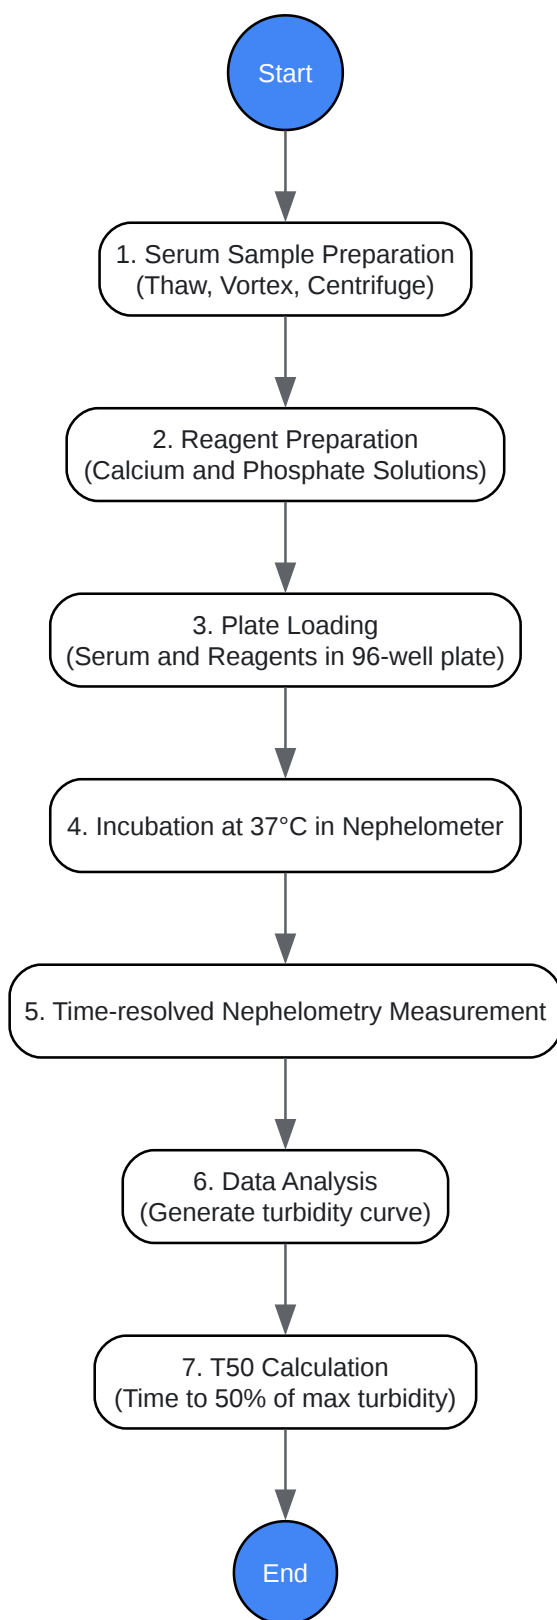 Start
1. Serum Sample Preparation
(Thaw, Vortex, Centrifuge)
2. Reagent Preparation
(Calcium and Phosphate Solutions)
3. Plate Loading
(Serum and Reagents in 96-well plate)
4. Incubation at 37°C in Nephelometer
5. Time-resolved Nephelometry Measurement
6. Data Analysis
(Generate turbidity curve)
7. T50 Calculation
(Time to 50% of max turbidity)
End